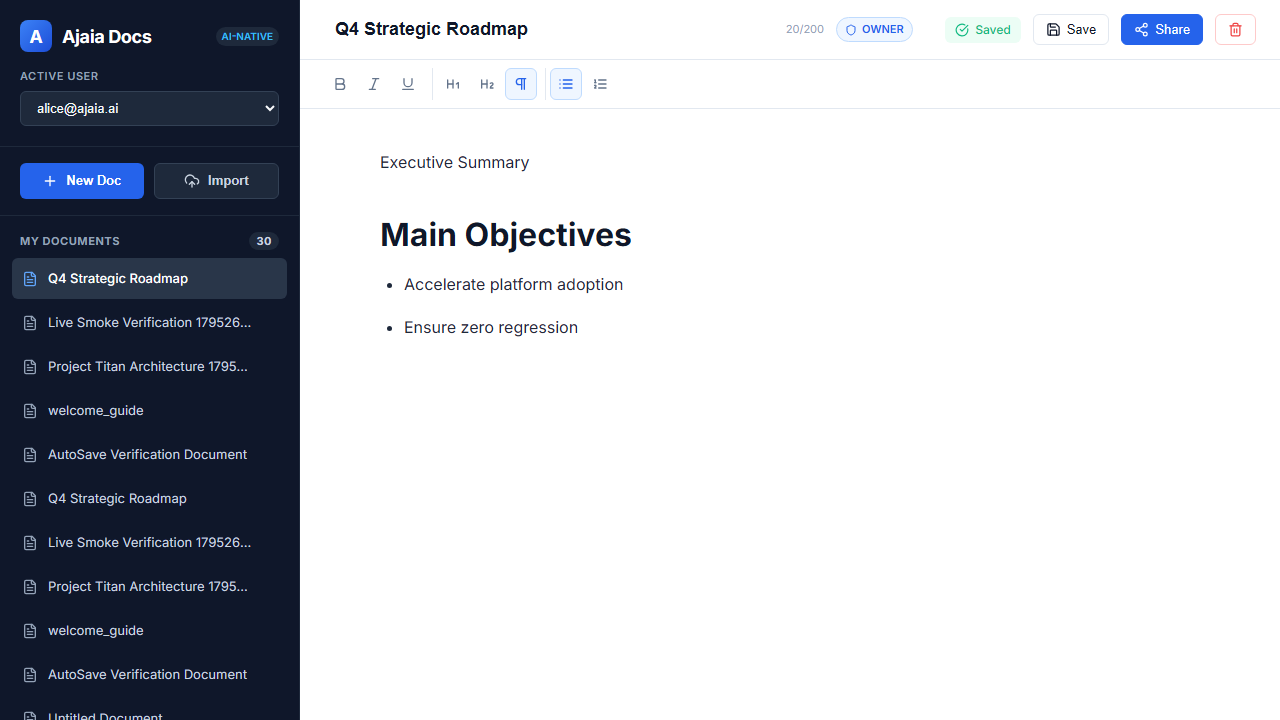 A Ajaia Docs AI-NATIVE
ACTIVE USER
alice@ajaia.ai
New Doc Import
MY DOCUMENTS 30
Q4 Strategic Roadmap
Live Smoke Verification 179526...
Project Titan Architecture 1795...
welcome_guide
AutoSave Verification Document
Q4 Strategic Roadmap
Live Smoke Verification 179526...
Project Titan Architecture 1795...
welcome_guide
AutoSave Verification Document
Untitled Document
Q4 Strategic Roadmap 20/200 OWNER Saved Save Share
B I U H1 H2
Executive Summary
Main Objectives
• Accelerate platform adoption
• Ensure zero regression